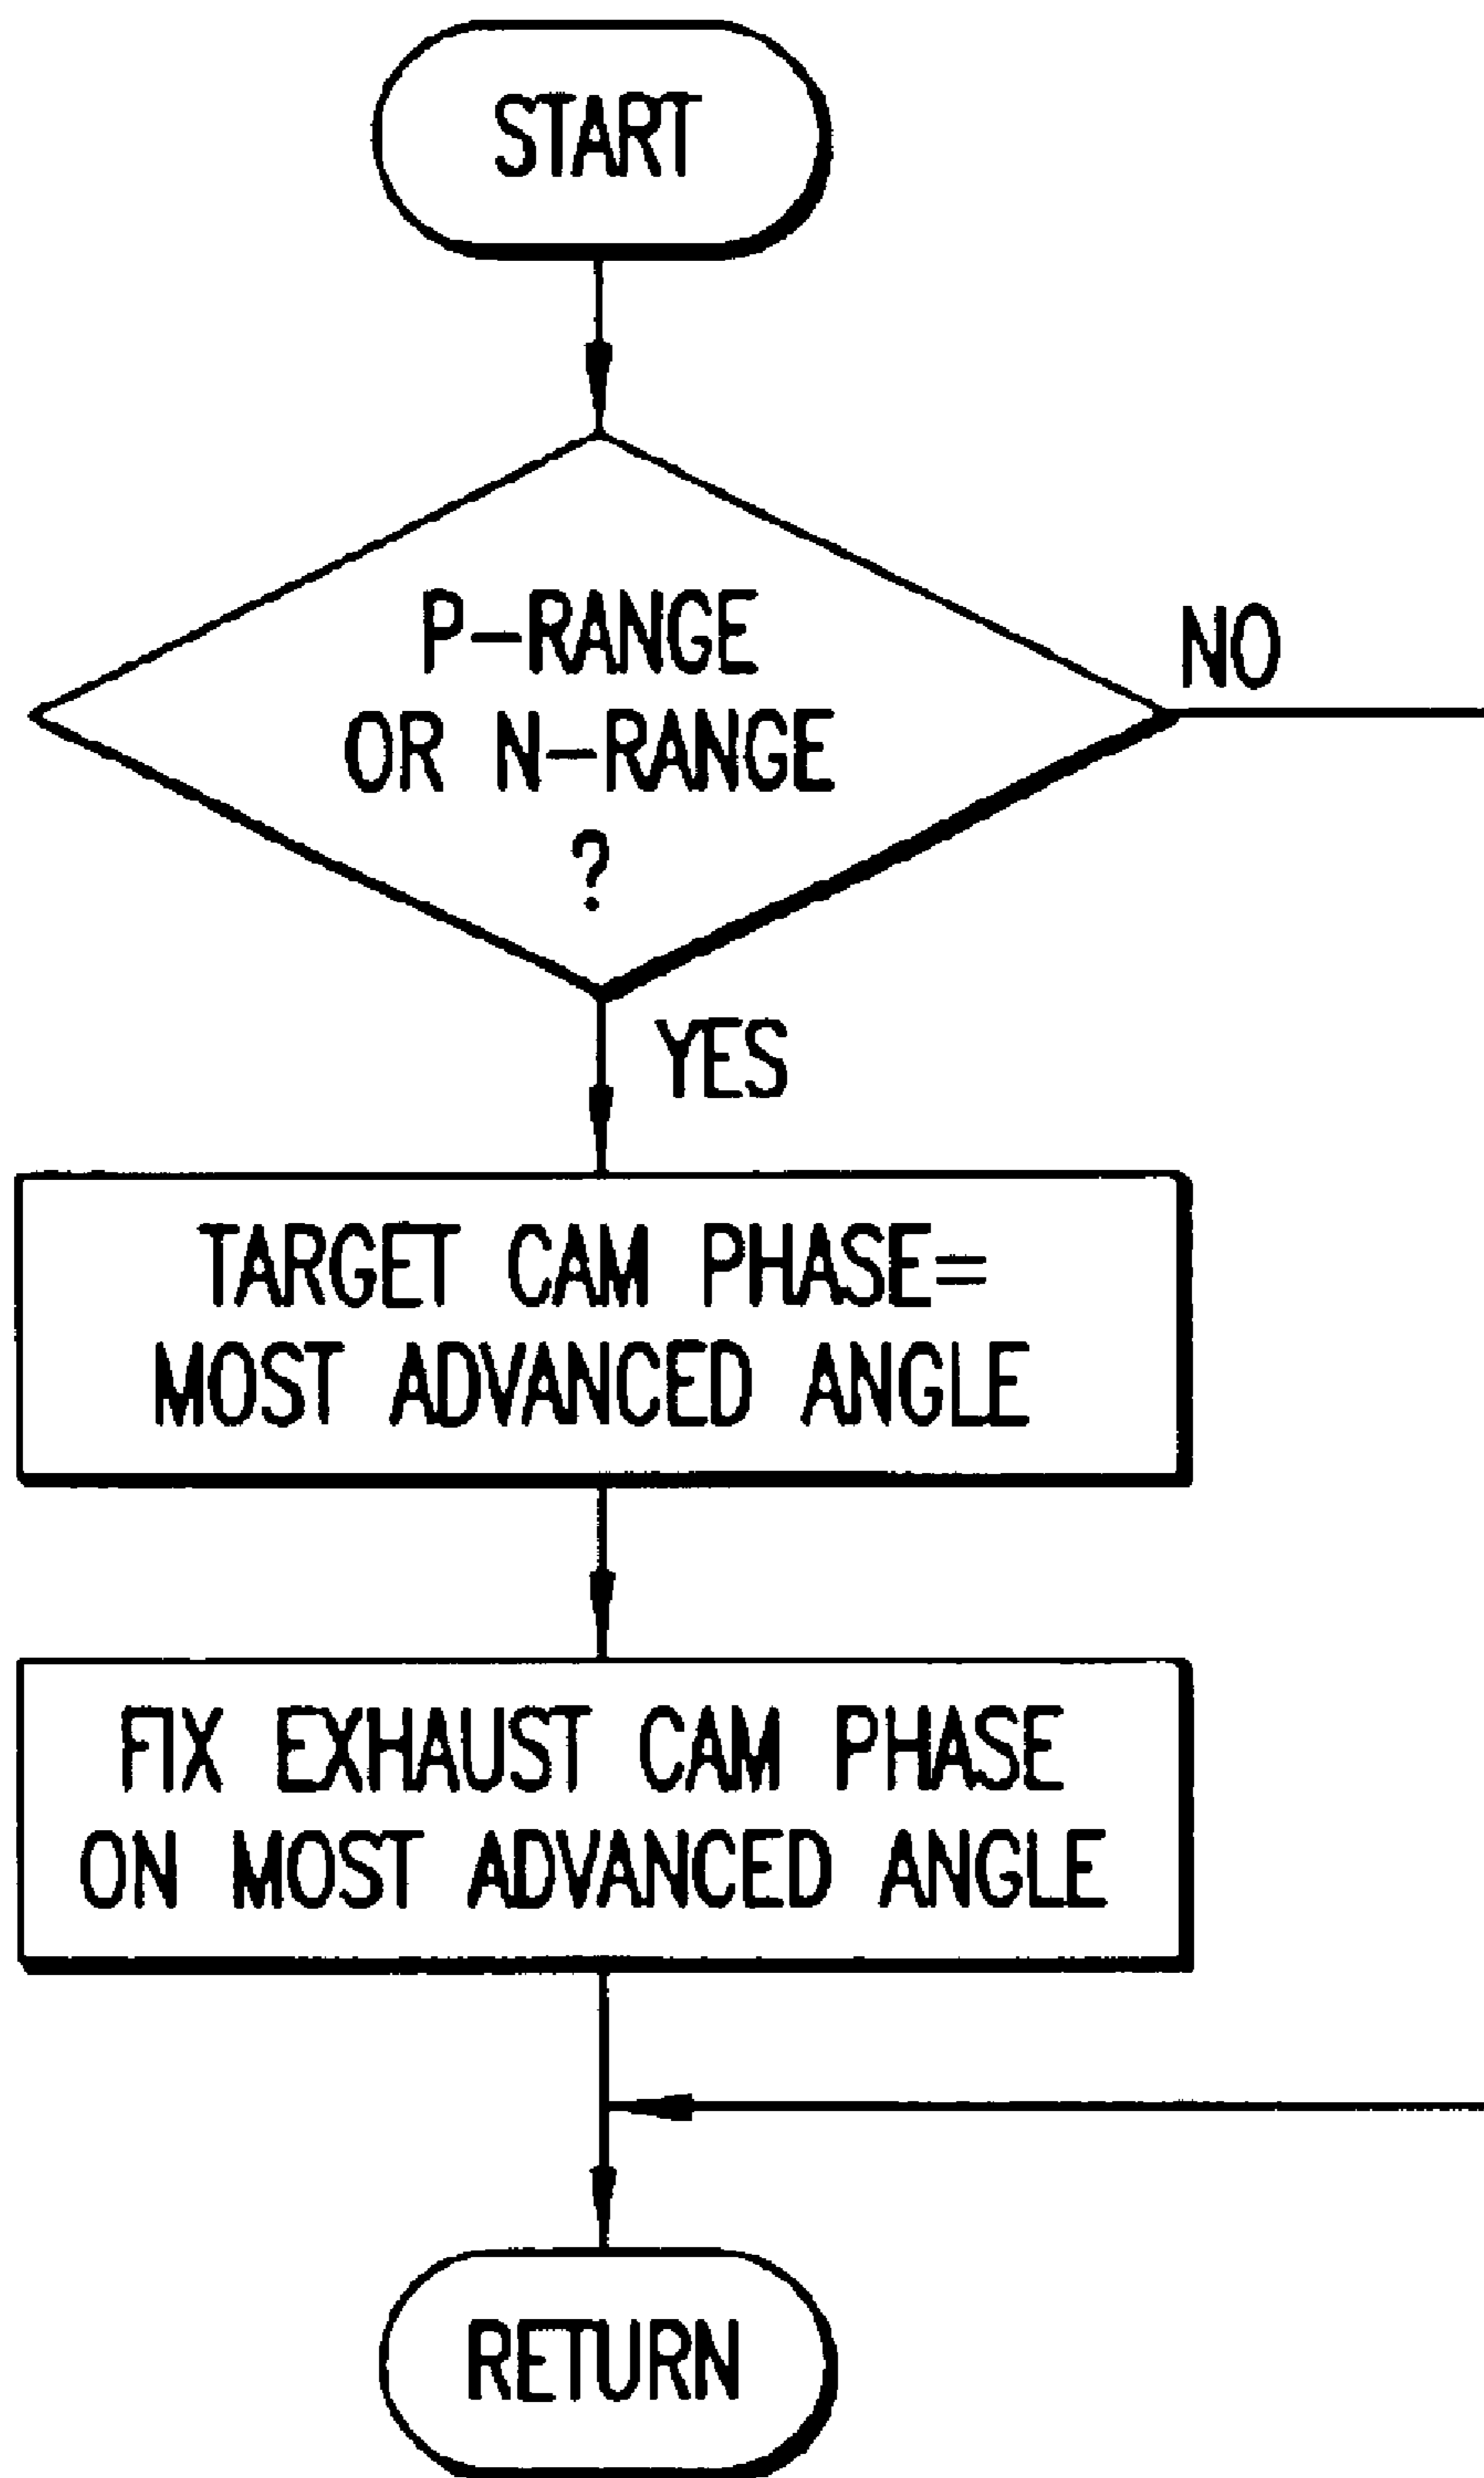 START
P-RANGE
OR N-RANGE
?
NO
YES
TARGET CAM PHASE=
MOST ADVANCED ANGLE
FIX EXHAUST CAM PHASE
ON MOST ADVANCED ANGLE
RETURN